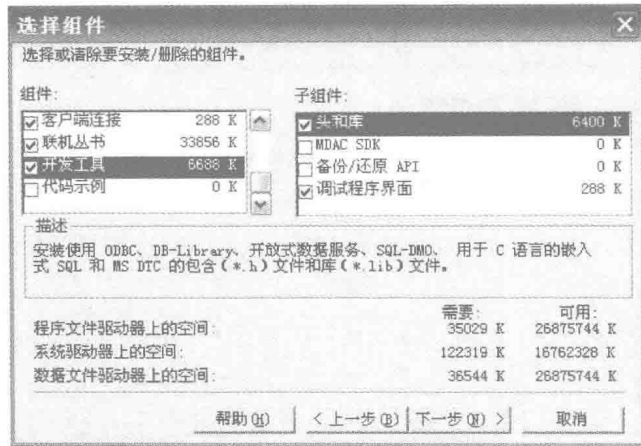 选择组件
选择或清除要安装/删除的组件。
组件: 子组件:
客户端连接 288 K
联机丛书 33856 K
开发工具 6688 K
代码示例 0 K
头和库 6400 K
MDAC SDK 0 K
备份/还原 API 0 K
调试程序界面 288 K
描述
安装使用 ODBC、DB-Library、开放式数据服务、SQL-DMO、 用于 C 语言的嵌入
式 SQL 和 MS DTC 的包含(*.h)文件和库(*.lib)文件。
需要: 可用:
程序文件驱动器上的空间: 35029 K 26875744 K
系统驱动器上的空间: 122319 K 16762328 K
数据文件驱动器上的空间: 36544 K 26875744 K
帮助(H) < 上一步(B) 下一步(N) > 取消